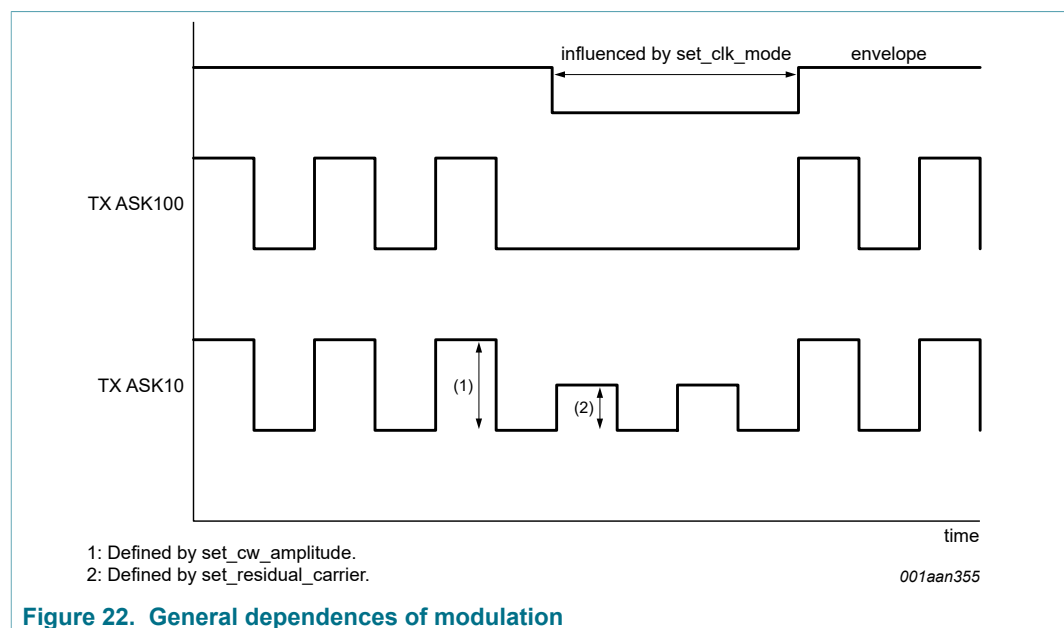 influenced by set_clk_mode envelope
TX ASK100
TX ASK10
(1)
(2)
time
1: Defined by set_cw_amplitude.
2: Defined by set_residual_carrier.
001aan355
Figure 22. General dependences of modulation